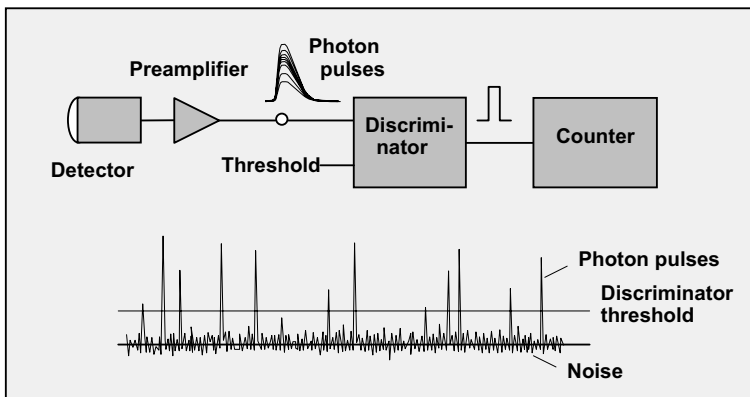 Photon
pulses
Preamplifier
Discrimi-
nator
Counter
Threshold
Detector
Photon pulses
Discriminator
threshold
Noise